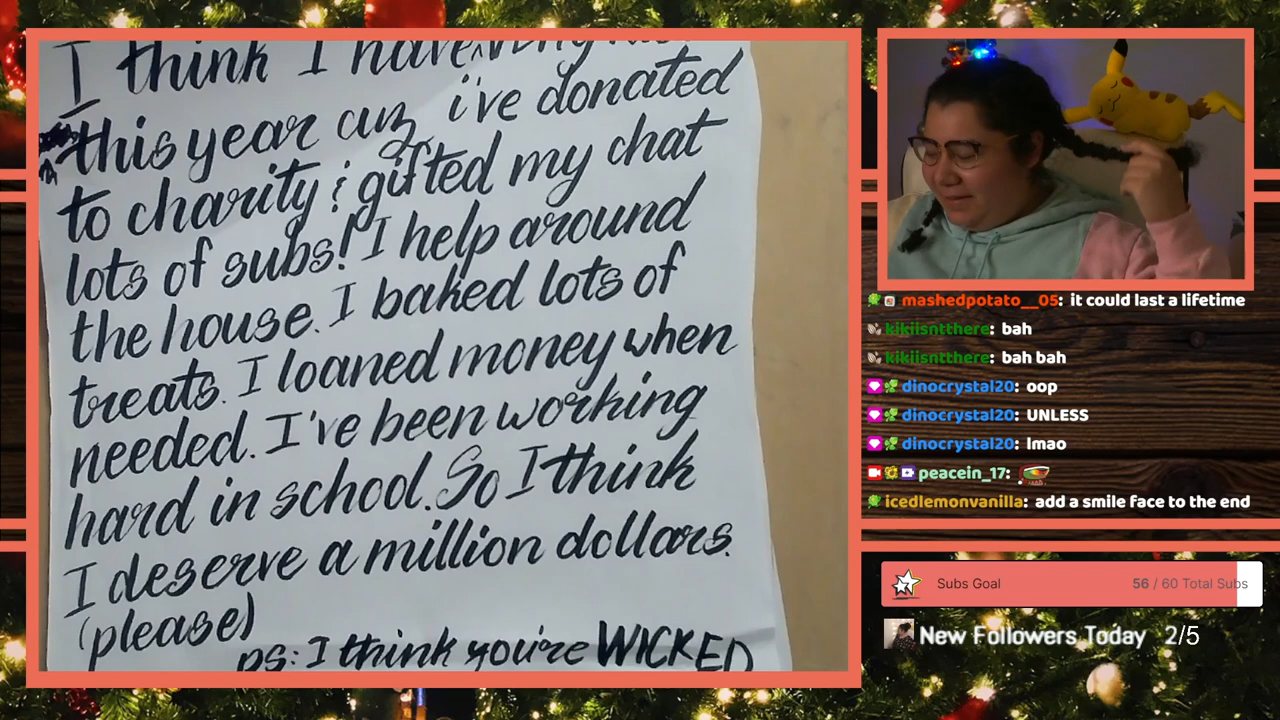 I think I have
this year cuz i've donated
to charity & gifted my chat
lots of subs! I help around
the house. I baked lots of
treats. I loaned money when
needed. I've been working
hard in school. So I think
I deserve a million dollars.
(please)
ps: I think you're WICKED
mashedpotato__05: it could last a lifetime
kikiisntthere: bah
kikiisntthere: bah bah
dinocrystal20: oop
dinocrystal20: UNLESS
dinocrystal20: lmao
peacein_17:
icedlemonvanilla: add a smile face to the end
Subs Goal 56 / 60 Total Subs
New Followers Today 2/5